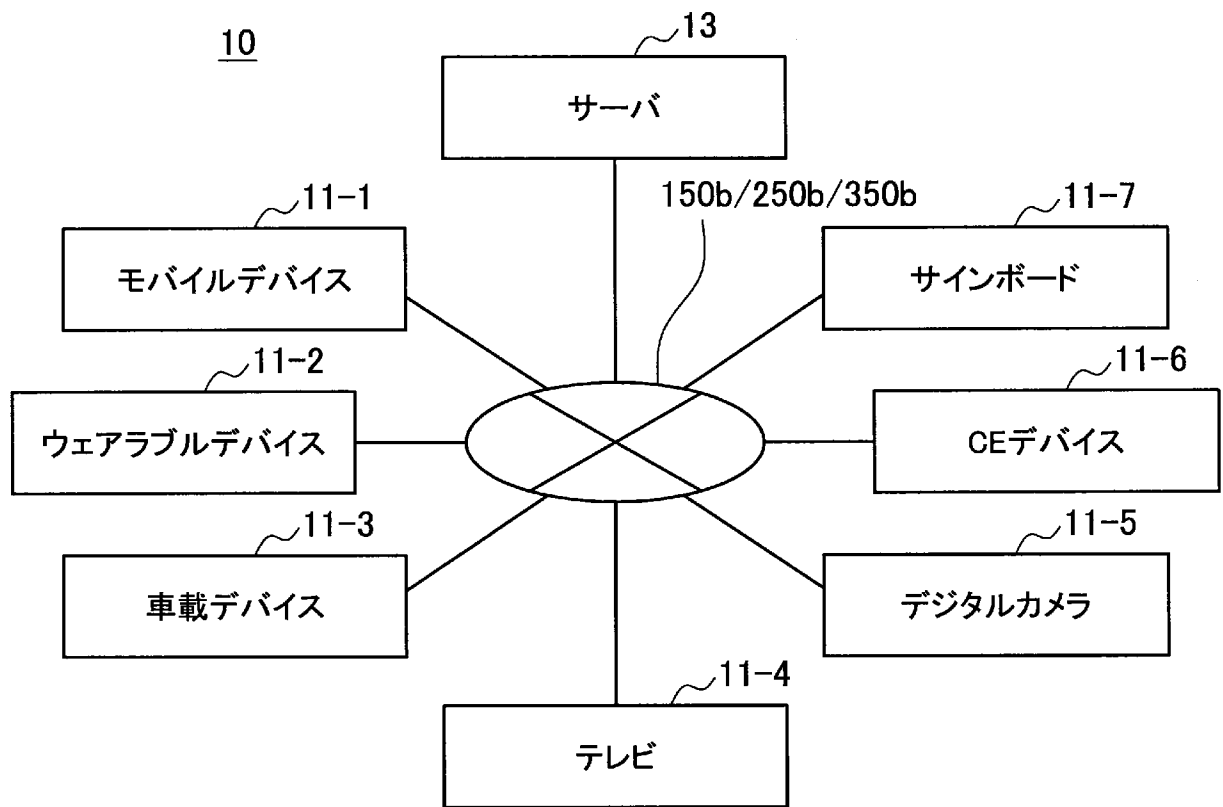 10
13
サーバ
150b/250b/350b
11-1
モバイルデバイス
11-7
サインボード
11-2
ウェアラブルデバイス
11-6
CEデバイス
11-3
車載デバイス
11-5
デジタルカメラ
11-4
テレビ